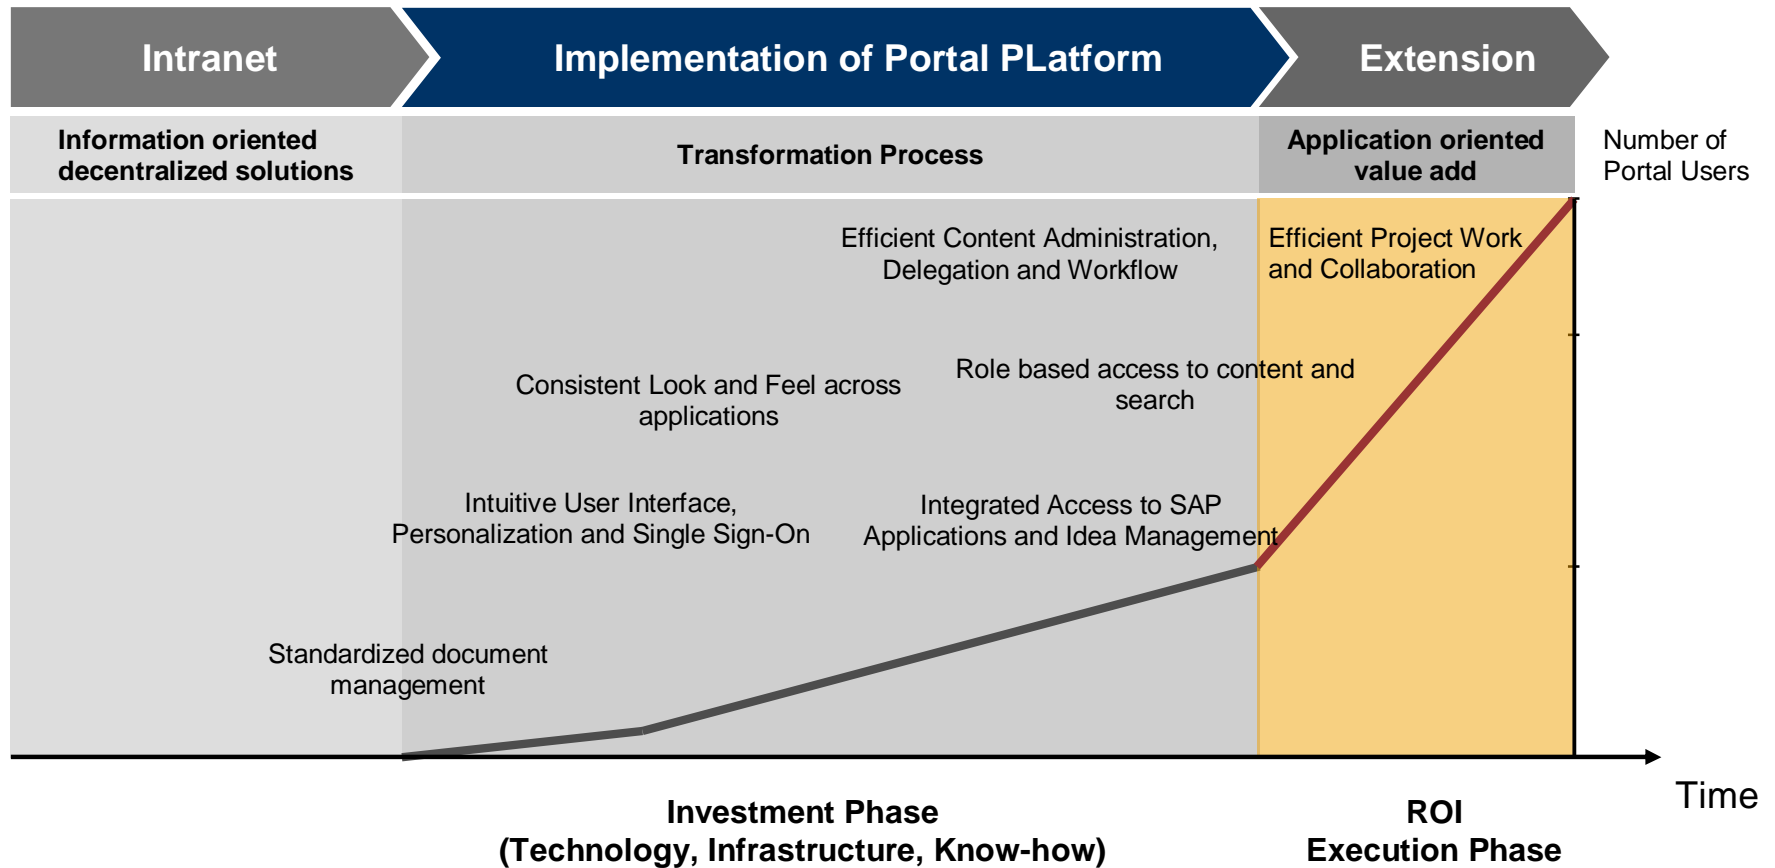 Intranet
Implementation of Portal PLatform
Extension
Information oriented
decentralized solutions
Transformation Process
Application oriented
value add
Number of
Portal Users
Efficient Content Administration,
Delegation and Workflow
Efficient Project Work
and Collaboration
Consistent Look and Feel across
applications
Role based access to content and
search
Intuitive User Interface,
Personalization and Single Sign-On
Integrated Access to SAP
Applications and Idea Management
Standardized document
management
Time
Investment Phase
(Technology, Infrastructure, Know-how)
ROI
Execution Phase